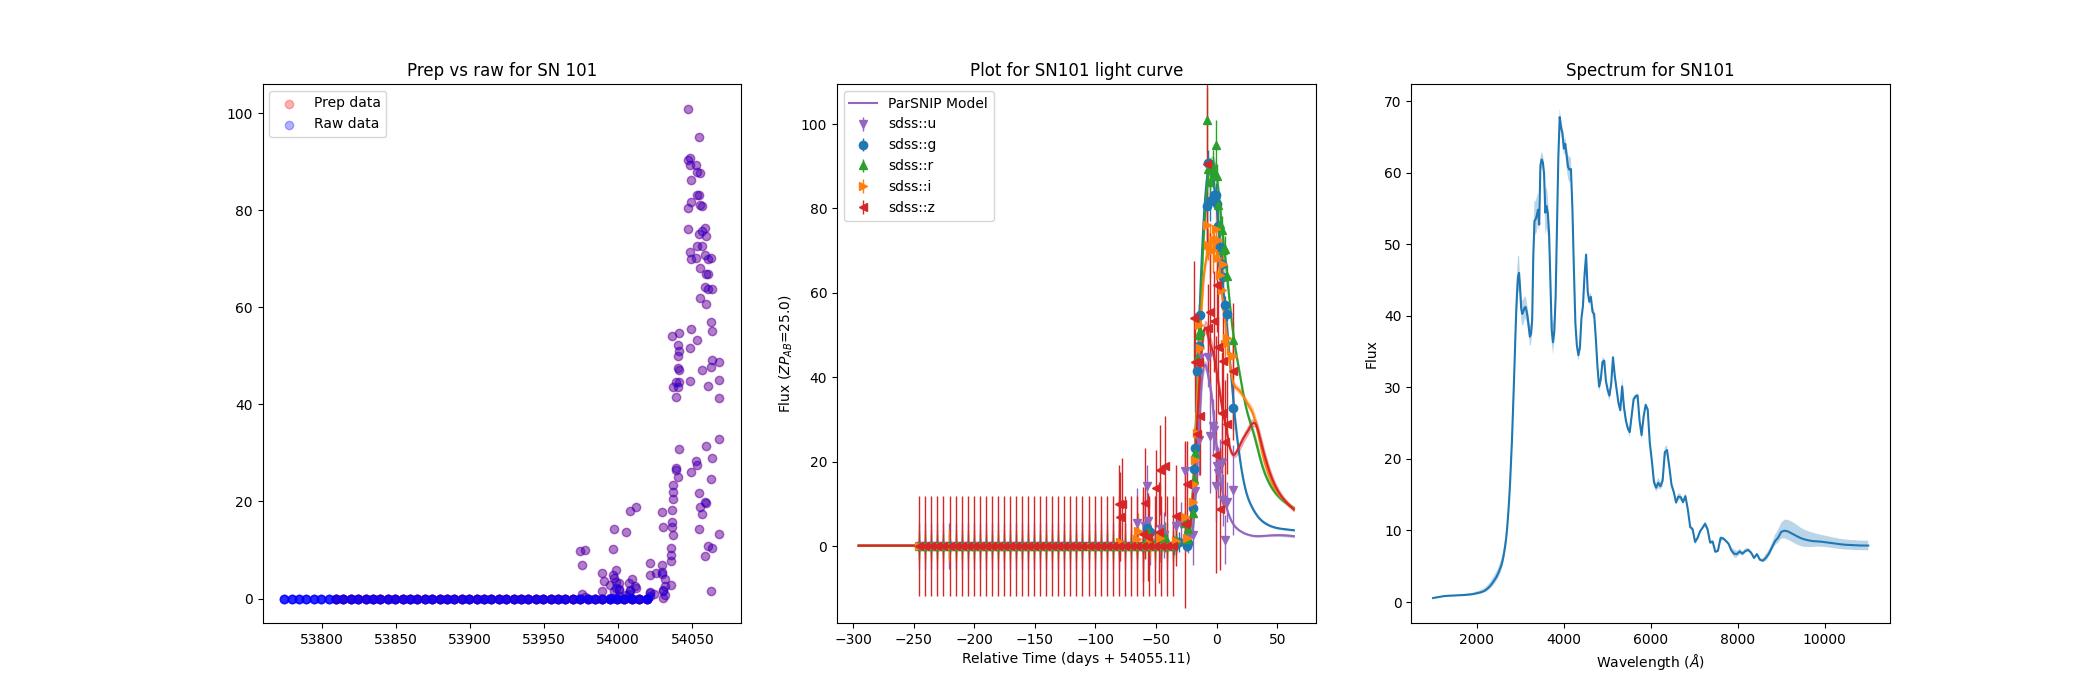 Prep vs raw for SN 101
Prep data
Raw data
100
80
60
40
20
0
53800 53850 53900 53950 54000 54050
Plot for SN101 light curve
ParSNIP Model
sdss::u
sdss::g
sdss::r
sdss::i
sdss::z
Flux (ZP_AB=25.0)
100
80
60
40
20
0
−300 −250 −200 −150 −100 −50 0 50
Relative Time (days + 54055.11)
Spectrum for SN101
Flux
70
60
50
40
30
20
10
0
2000 4000 6000 8000 10000
Wavelength (Å)